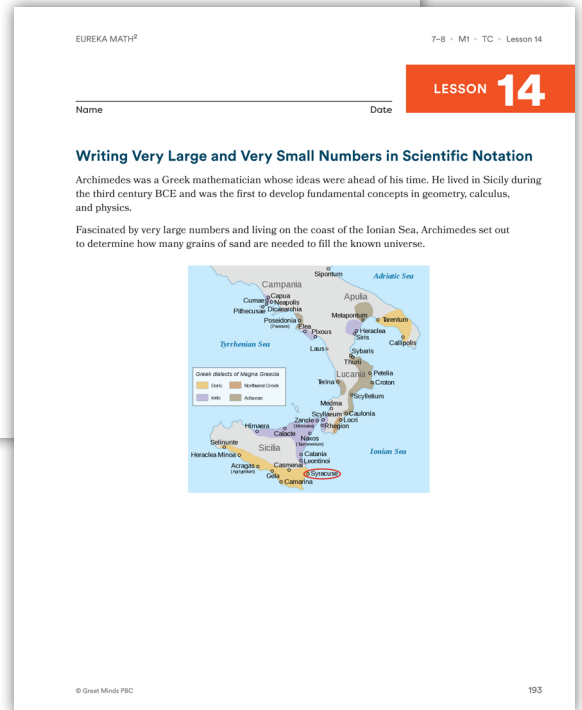 EUREKA MATH²
7–8 ▸ M1 ▸ TC ▸ Lesson 14
LESSON 14
Name
Date
Writing Very Large and Very Small Numbers in Scientific Notation
Archimedes was a Greek mathematician whose ideas were ahead of his time. He lived in Sicily during
the third century BCE and was the first to develop fundamental concepts in geometry, calculus,
and physics.
Fascinated by very large numbers and living on the coast of the Ionian Sea, Archimedes set out
to determine how many grains of sand are needed to fill the known universe.
Sipontum
Adriatic Sea
Campania
Capua
Cumae
Neapolis
Pithecusae
Dicaearchia
Apulia
Poseidonia
(Paestum)
Elea
Pixous
Metapontum
Tarentum
Heraclea
Siris
Callipolis
Tyrrhenian Sea
Laus
Sybaris
Thurii
Greek dialects of Magna Graecia
Doric
Northwest Greek
Ionic
Achaean
Lucania
Petelia
Terina
Croton
Scylletium
Medma
Scyllaeum
Caulonia
Zancle
(Messana)
Locri
Rhegion
Himaera
Calacte
Naxos
(Tauromenium)
Selinunte
Sicilia
Ionian Sea
Heraclea Minoa
Catania
Leontinoi
Acragas
(Agrigentum)
Casmenai
Syracuse
Gela
Camarina
© Great Minds PBC
193